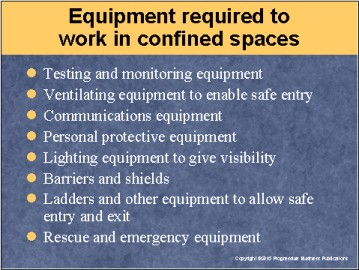 Equipment required to
work in confined spaces
Testing and monitoring equipment
Ventilating equipment to enable safe entry
Communications equipment
Personal protective equipment
Lighting equipment to give visibility
Barriers and shields
Ladders and other equipment to allow safe
entry and exit
Rescue and emergency equipment
Copyright Progressive Business Publications